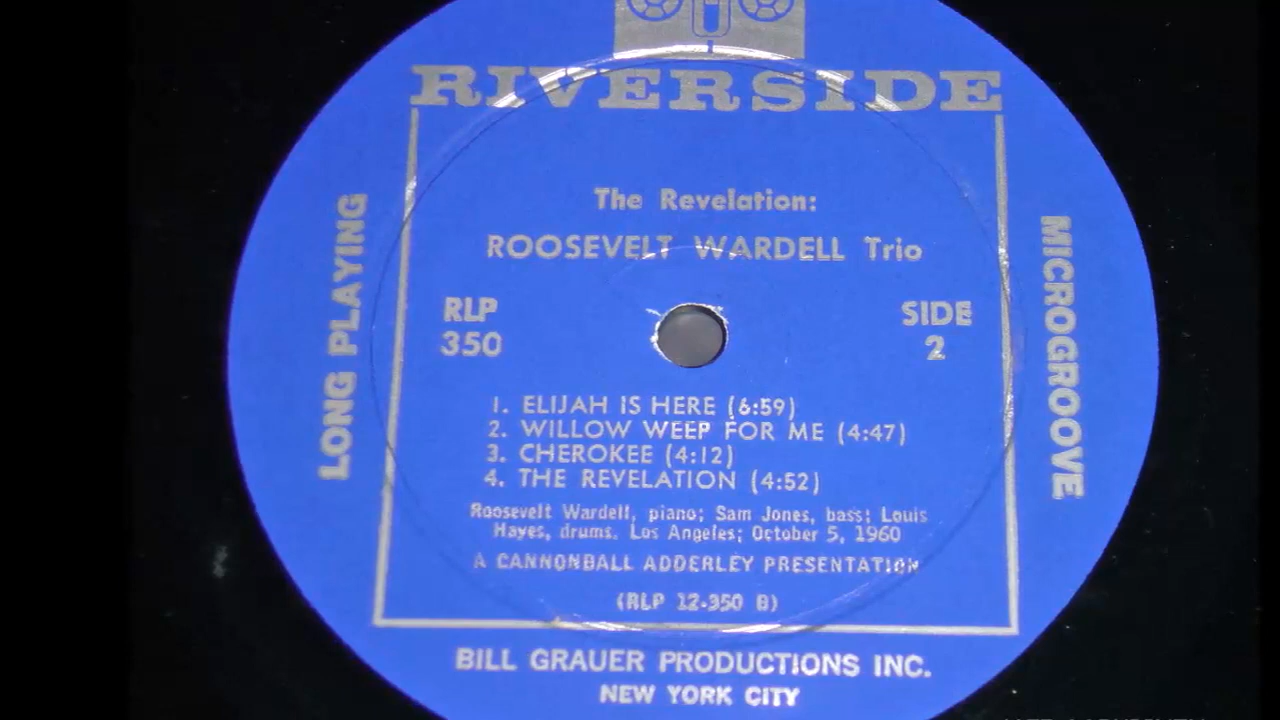 RIVERSIDE
The Revelation:
ROOSEVELT WARDELL Trio
LONG PLAYING
RLP
350
SIDE
2
MICROGROOVE
1. ELIJAH IS HERE (6:59)
2. WILLOW WEEP FOR ME (4:47)
3. CHEROKEE (4:12)
4. THE REVELATION (4:52)
Roosevelt Wardell, piano; Sam Jones, bass; Louis
Hayes, drums. Los Angeles; October 5, 1960
A CANNONBALL ADDERLEY PRESENTATION
(RLP 12-350 B)
BILL GRAUER PRODUCTIONS INC.
NEW YORK CITY